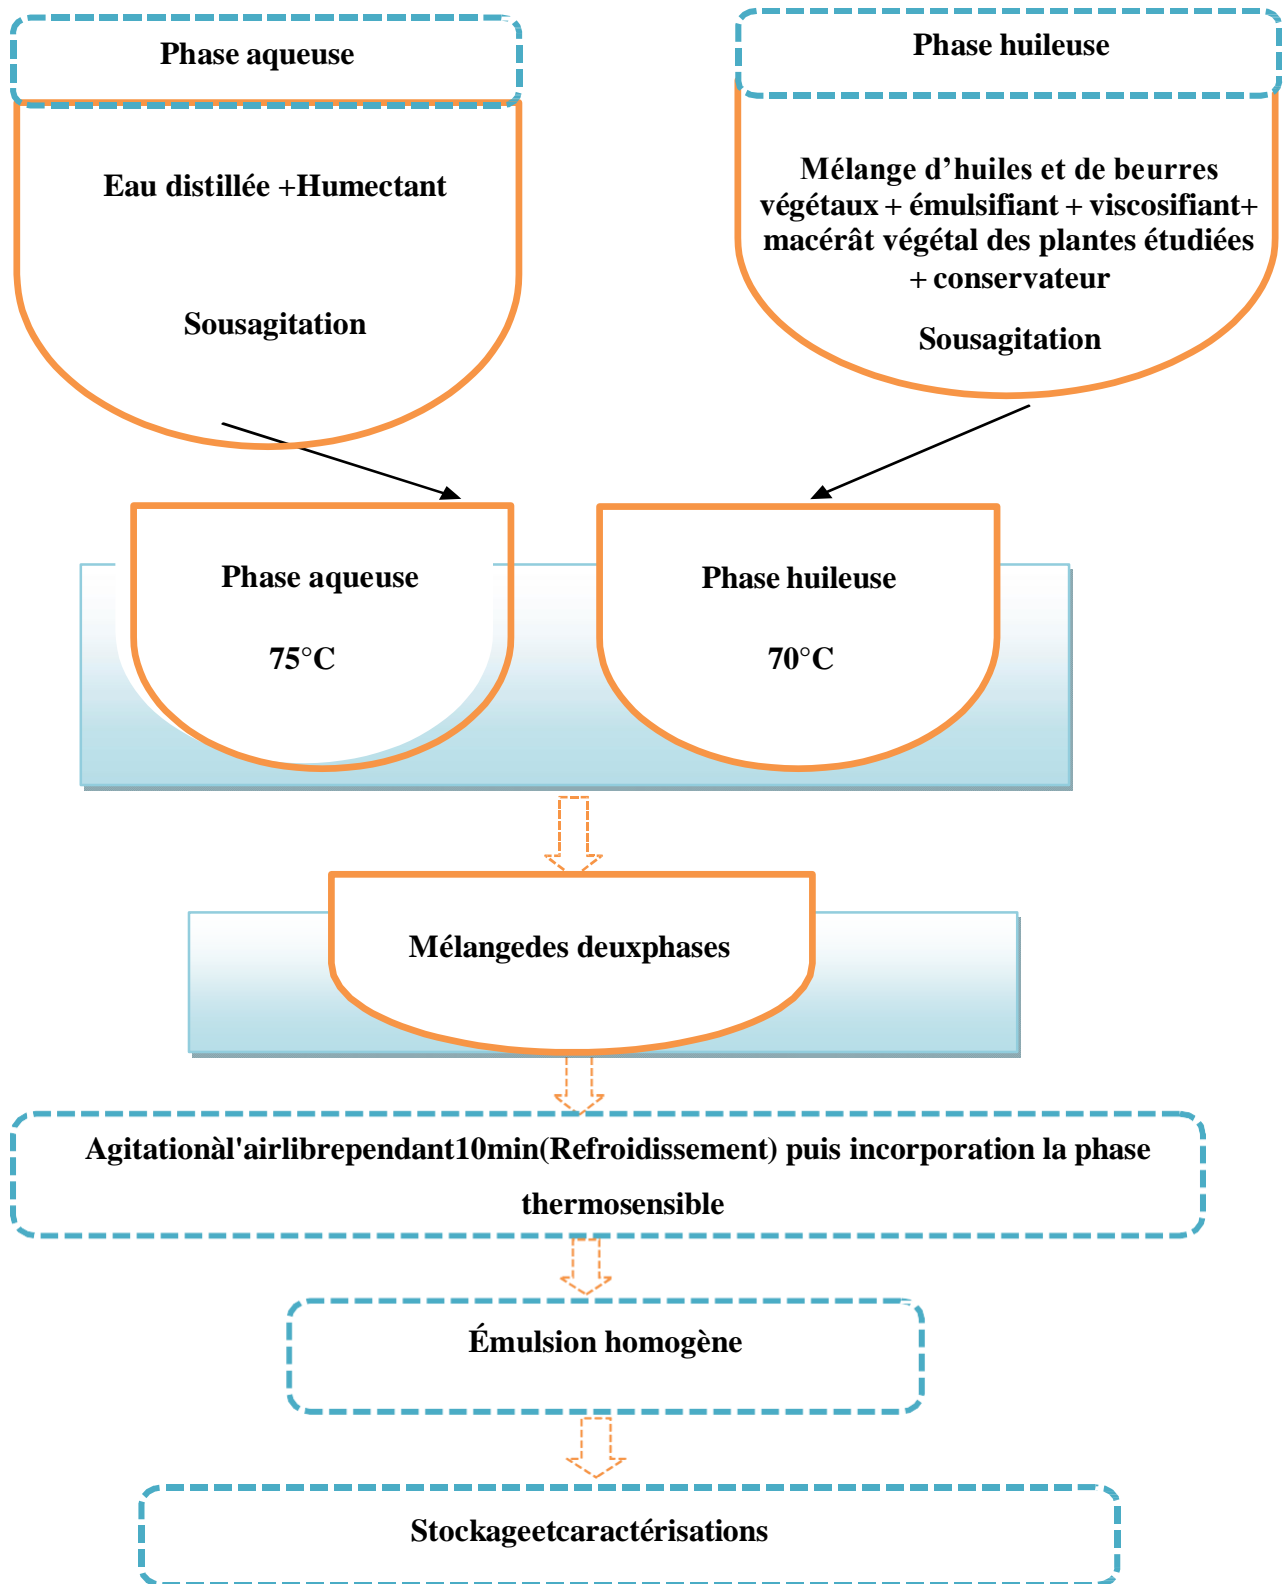 Phase aqueuse
Eau distillée +Humectant
Sousagitation
Phase huileuse
Mélange d’huiles et de beurres
végétaux + émulsifiant + viscosifiant+
macérât végétal des plantes étudiées
+ conservateur
Sousagitation
Phase aqueuse
75°C
Phase huileuse
70°C
Mélangedes deuxphases
Agitationàl'airlibrependant10min(Refroidissement) puis incorporation la phase
thermosensible
Émulsion homogène
Stockageetcaractérisations